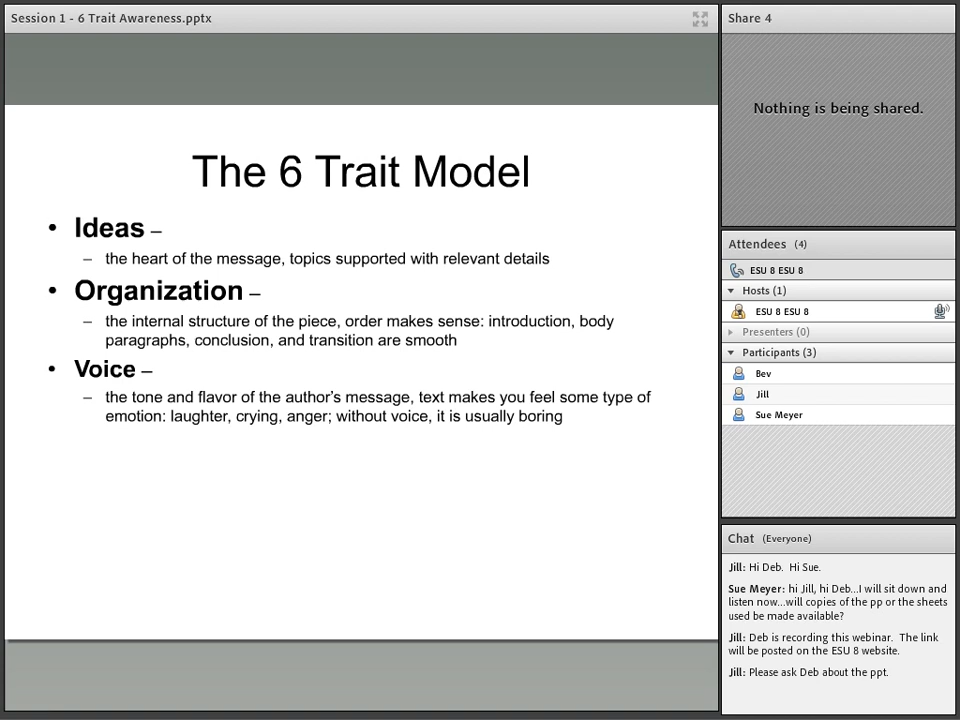 Session 1 - 6 Trait Awareness.pptx
The 6 Trait Model
• Ideas –
– the heart of the message, topics supported with relevant details
• Organization –
– the internal structure of the piece, order makes sense: introduction, body
paragraphs, conclusion, and transition are smooth
• Voice –
– the tone and flavor of the author's message, text makes you feel some type of
emotion: laughter, crying, anger; without voice, it is usually boring
Share 4
Nothing is being shared.
Attendees (4)
ESU 8 ESU 8
Hosts (1)
ESU 8 ESU 8
Presenters (0)
Participants (3)
Bev
Jill
Sue Meyer
Chat (Everyone)
Jill: Hi Deb. Hi Sue.
Sue Meyer: hi Jill, hi Deb...I will sit down and
listen now...will copies of the pp or the sheets
used be made available?
Jill: Deb is recording this webinar. The link
will be posted on the ESU 8 website.
Jill: Please ask Deb about the ppt.